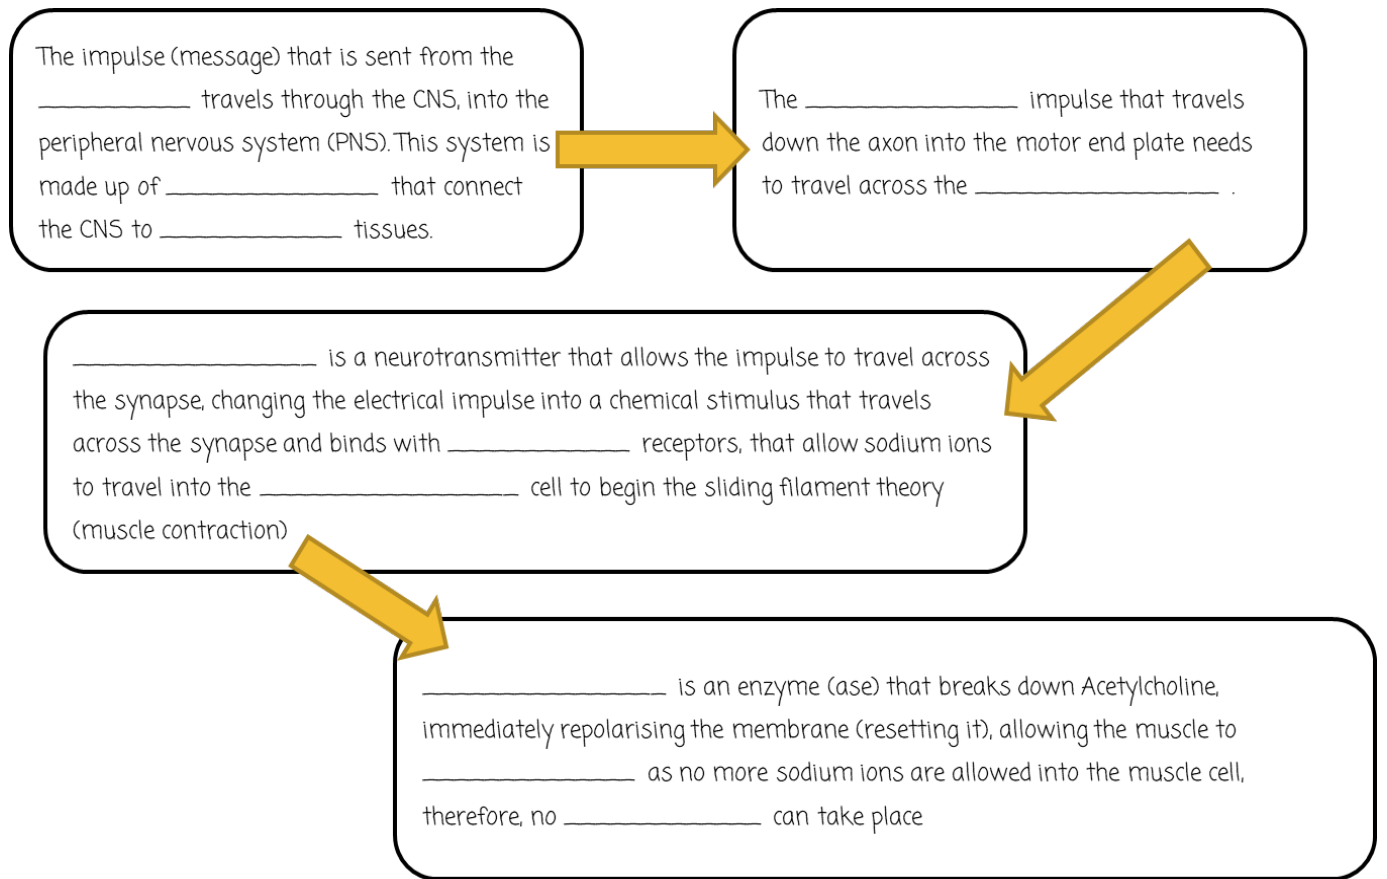 The impulse (message) that is sent from the
____________ travels through the CNS, into the
peripheral nervous system (PNS). This system is
made up of _________________ that connect
the CNS to ______________ tissues.
The _________________ impulse that travels
down the axon into the motor end plate needs
to travel across the ___________________ .
___________________ is a neurotransmitter that allows the impulse to travel across
the synapse, changing the electrical impulse into a chemical stimulus that travels
across the synapse and binds with ______________ receptors, that allow sodium ions
to travel into the ____________________ cell to begin the sliding filament theory
(muscle contraction)
___________________ is an enzyme (ase) that breaks down Acetylcholine,
immediately repolarising the membrane (resetting it), allowing the muscle to
_________________ as no more sodium ions are allowed into the muscle cell,
therefore, no _______________ can take place